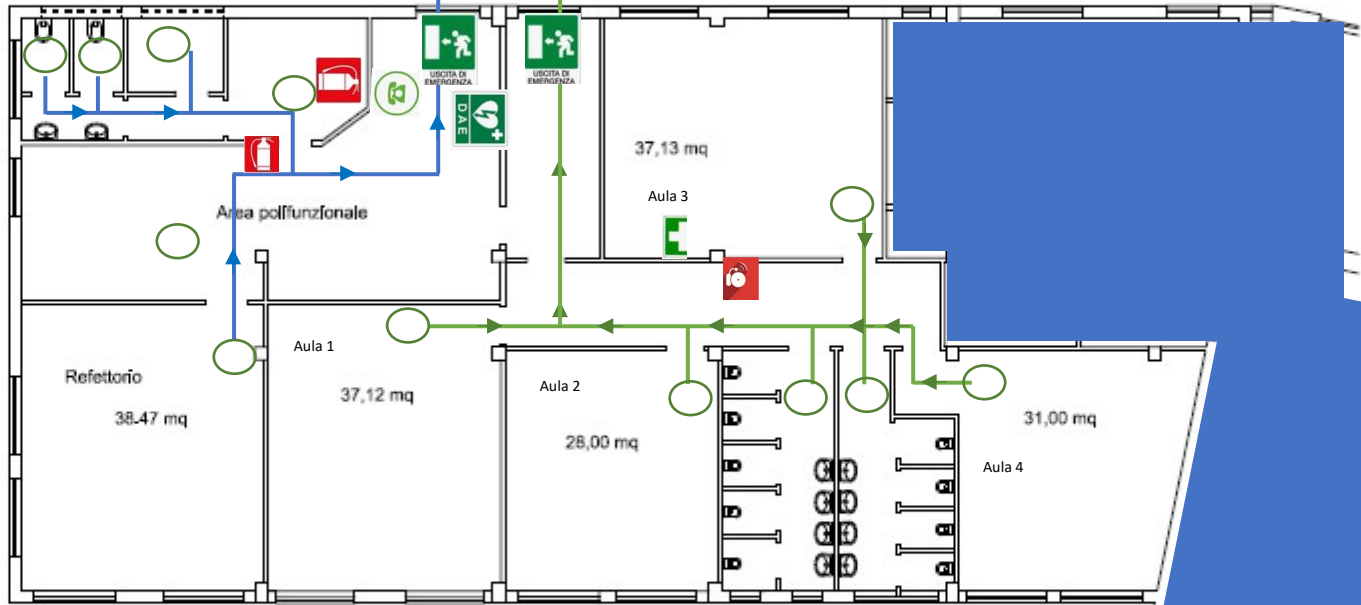 USCITA DI
EMERGENZA
USCITA DI
EMERGENZA
DAE
37,13 mq
Aula 3
Area polifunzionale
Aula 1
Refettorio
Aula 2
37,12 mq
38.47 mq
28,00 mq
31,00 mq
Aula 4